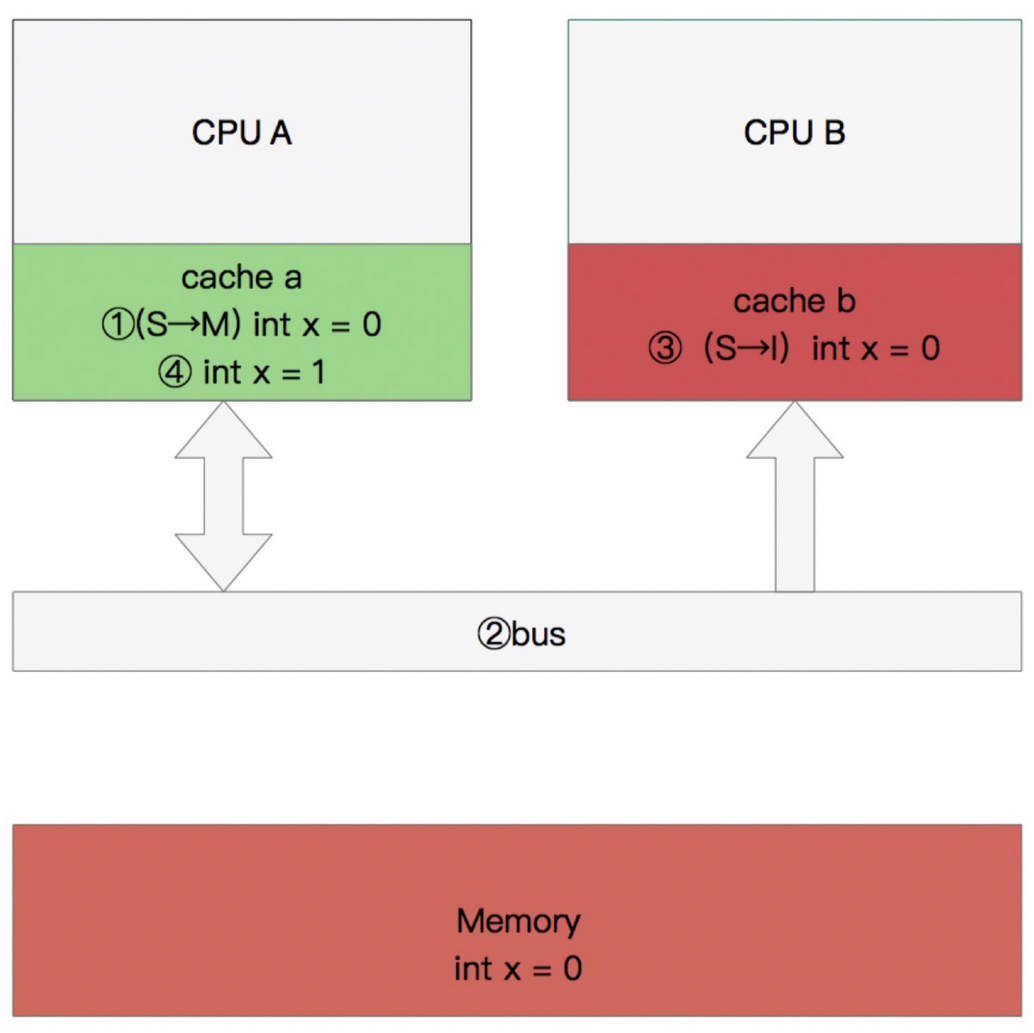 CPU A
CPU B
cache a
①(S→M) int x = 0
④ int x = 1
cache b
③ (S→I) int x = 0
②bus
Memory
int x = 0